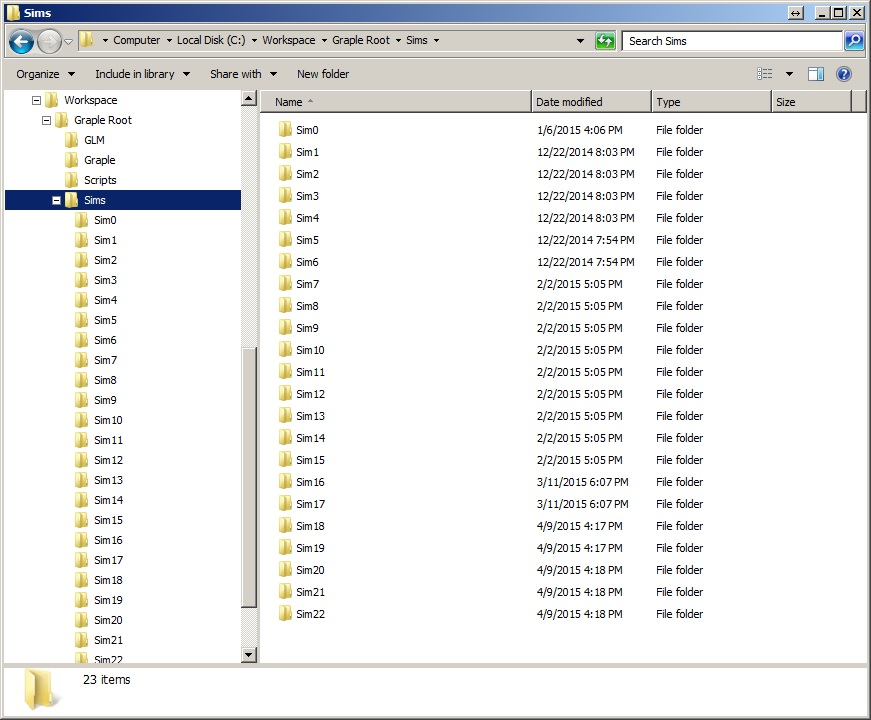 Sims
Computer Local Disk (C:) Workspace Graple Root Sims
Search Sims
Organize Include in library Share with New folder
Workspace
Graple Root
GLM
Graple
Scripts
Sims
Sim0
Sim1
Sim2
Sim3
Sim4
Sim5
Sim6
Sim7
Sim8
Sim9
Sim10
Sim11
Sim12
Sim13
Sim14
Sim15
Sim16
Sim17
Sim18
Sim19
Sim20
Sim21
Sim22
Name Date modified Type Size
Sim0 1/6/2015 4:06 PM File folder
Sim1 12/22/2014 8:03 PM File folder
Sim2 12/22/2014 8:03 PM File folder
Sim3 12/22/2014 8:03 PM File folder
Sim4 12/22/2014 8:03 PM File folder
Sim5 12/22/2014 7:54 PM File folder
Sim6 12/22/2014 7:54 PM File folder
Sim7 2/2/2015 5:05 PM File folder
Sim8 2/2/2015 5:05 PM File folder
Sim9 2/2/2015 5:05 PM File folder
Sim10 2/2/2015 5:05 PM File folder
Sim11 2/2/2015 5:05 PM File folder
Sim12 2/2/2015 5:05 PM File folder
Sim13 2/2/2015 5:05 PM File folder
Sim14 2/2/2015 5:05 PM File folder
Sim15 2/2/2015 5:05 PM File folder
Sim16 3/11/2015 6:07 PM File folder
Sim17 3/11/2015 6:07 PM File folder
Sim18 4/9/2015 4:17 PM File folder
Sim19 4/9/2015 4:17 PM File folder
Sim20 4/9/2015 4:18 PM File folder
Sim21 4/9/2015 4:18 PM File folder
Sim22 4/9/2015 4:18 PM File folder
23 items